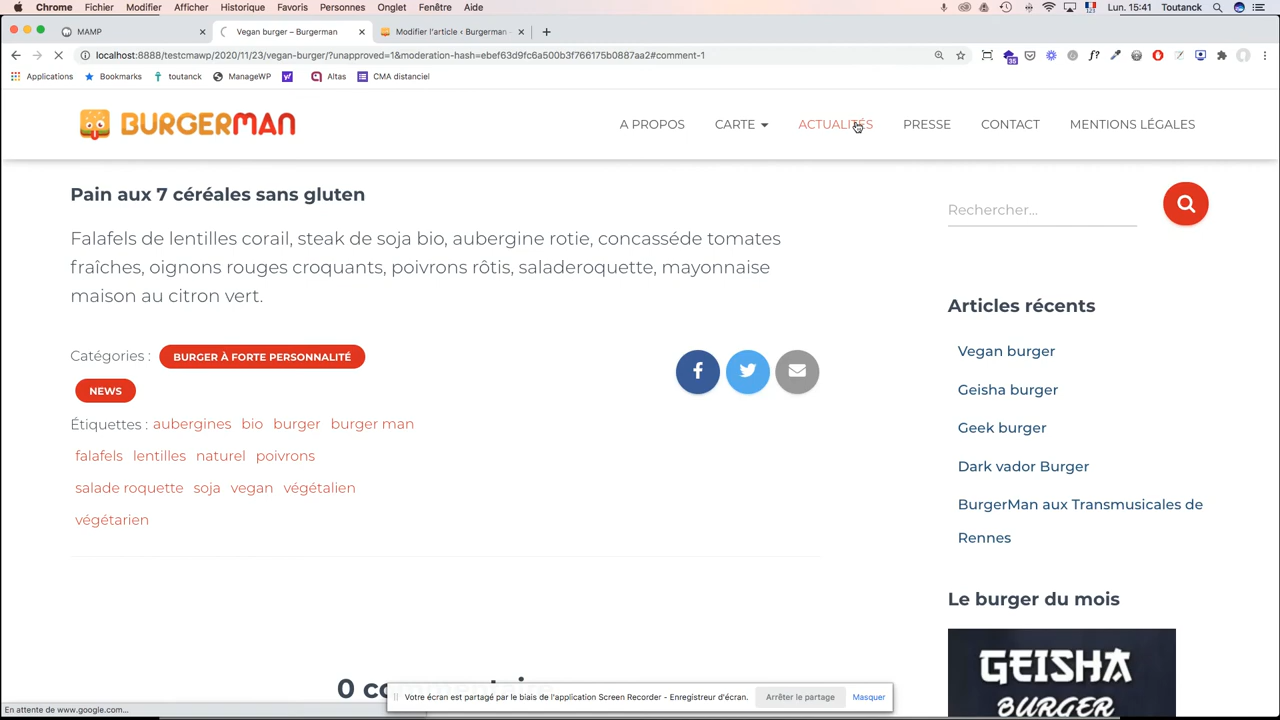 Chrome Fichier Modifier Afficher Historique Favoris Personnes Onglet Fenêtre Aide Lun. 15:41 Toutanck
MAMP Vegan burger – Burgerman Modifier l'article ‹ Burgerman
localhost:8888/testcmawp/2020/11/23/vegan-burger/?unapproved=1&moderation-hash=ebef63d9fc6a500b3f766175b0887aa2#comment-1
35
Applications Bookmarks toutanck ManageWP Altas CMA distanciel
BURGERMAN
A PROPOS CARTE ACTUALITÉS PRESSE CONTACT MENTIONS LÉGALES
Pain aux 7 céréales sans gluten
Falafels de lentilles corail, steak de soja bio, aubergine rotie, concasséde tomates
fraîches, oignons rouges croquants, poivrons rôtis, saladeroquette, mayonnaise
maison au citron vert.
Catégories : BURGER À FORTE PERSONNALITÉ
NEWS
Étiquettes : aubergines bio burger burger man
falafels lentilles naturel poivrons
salade roquette soja vegan végétalien
végétarien
Rechercher...
Articles récents
Vegan burger
Geisha burger
Geek burger
Dark vador Burger
BurgerMan aux Transmusicales de
Rennes
Le burger du mois
GEISHA
BURGER
Votre écran est partagé par le biais de l'application Screen Recorder - Enregistreur d'écran. Arrêter le partage Masquer
En attente de www.google.com...